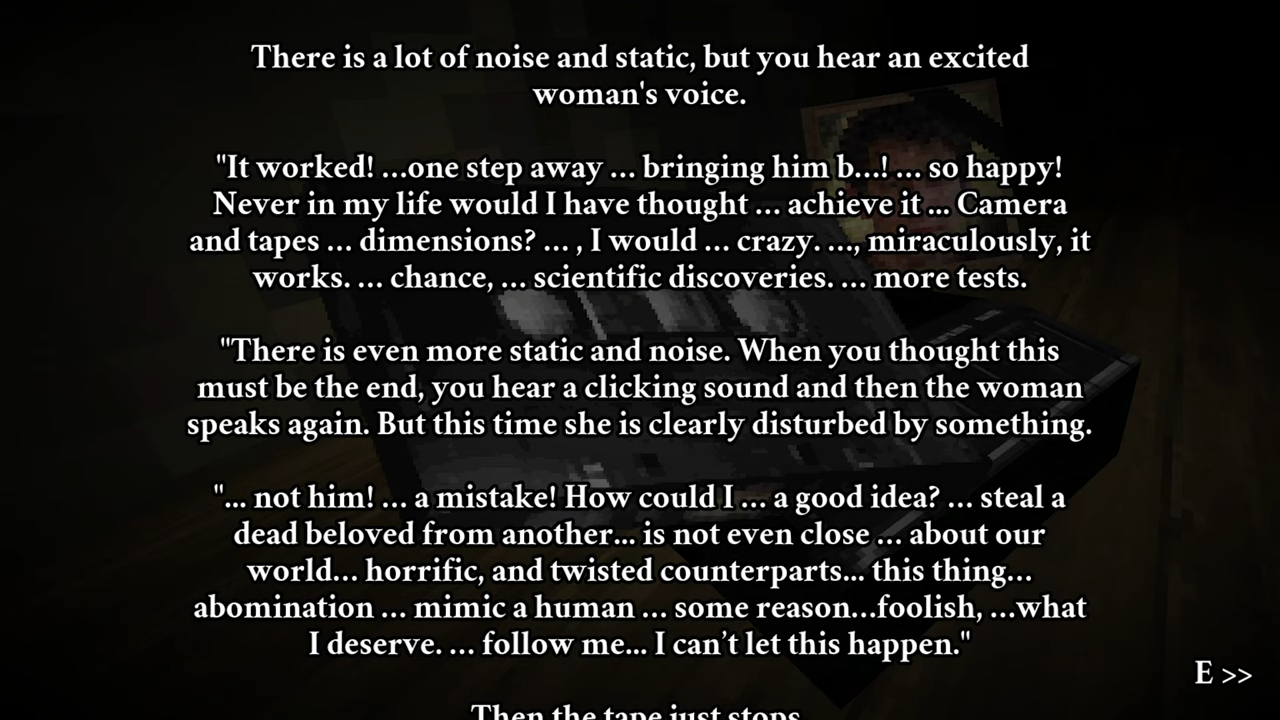 There is a lot of noise and static, but you hear an excited
woman's voice.
"It worked! ...one step away ... bringing him b...! ... so happy!
Never in my life would I have thought ... achieve it ... Camera
and tapes ... dimensions? ... , I would ... crazy. ..., miraculously, it
works. ... chance, ... scientific discoveries. ... more tests.
"There is even more static and noise. When you thought this
must be the end, you hear a clicking sound and then the woman
speaks again. But this time she is clearly disturbed by something.
"... not him! ... a mistake! How could I ... a good idea? ... steal a
dead beloved from another... is not even close ... about our
world... horrific, and twisted counterparts... this thing...
abomination ... mimic a human ... some reason...foolish, ...what
I deserve. ... follow me... I can't let this happen."
Then the tape just stops
E >>